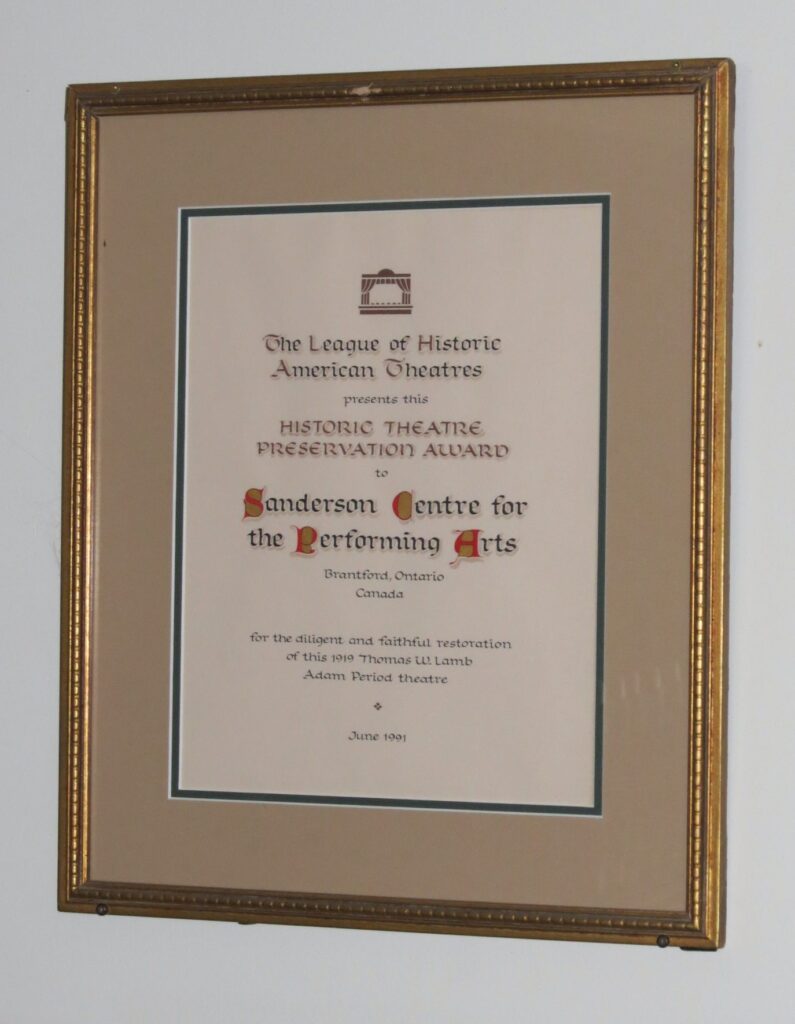 The League of Historic
American Theatres
presents this
HISTORIC THEATRE
PRESERVATION AWARD
to
Sanderson Centre for
the Performing Arts
Brantford, Ontario
Canada
for the diligent and faithful restoration
of this 1919 Thomas W. Lamb
Adam Period theatre
June 1991